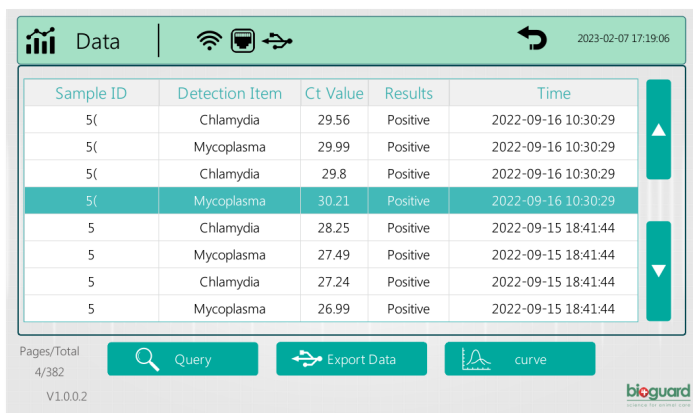 Data 2023-02-07 17:19:06
Sample ID Detection Item Ct Value Results Time
5( Chlamydia 29.56 Positive 2022-09-16 10:30:29
5( Mycoplasma 29.99 Positive 2022-09-16 10:30:29
5( Chlamydia 29.8 Positive 2022-09-16 10:30:29
5( Mycoplasma 30.21 Positive 2022-09-16 10:30:29
5 Chlamydia 28.25 Positive 2022-09-15 18:41:44
5 Mycoplasma 27.49 Positive 2022-09-15 18:41:44
5 Chlamydia 27.24 Positive 2022-09-15 18:41:44
5 Mycoplasma 26.99 Positive 2022-09-15 18:41:44
Pages/Total
4/382
Query Export Data curve
V1.0.0.2
bioguard